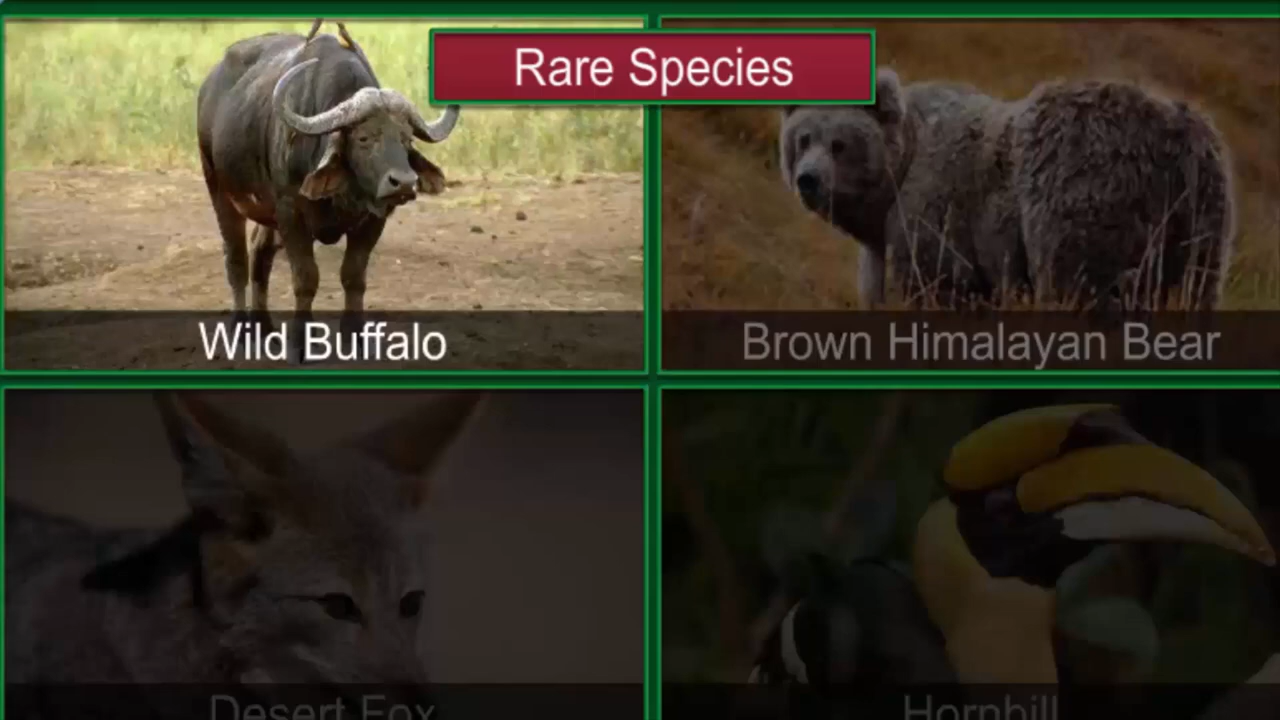 Rare Species
Wild Buffalo
Brown Himalayan Bear
Desert Fox
Hornbill